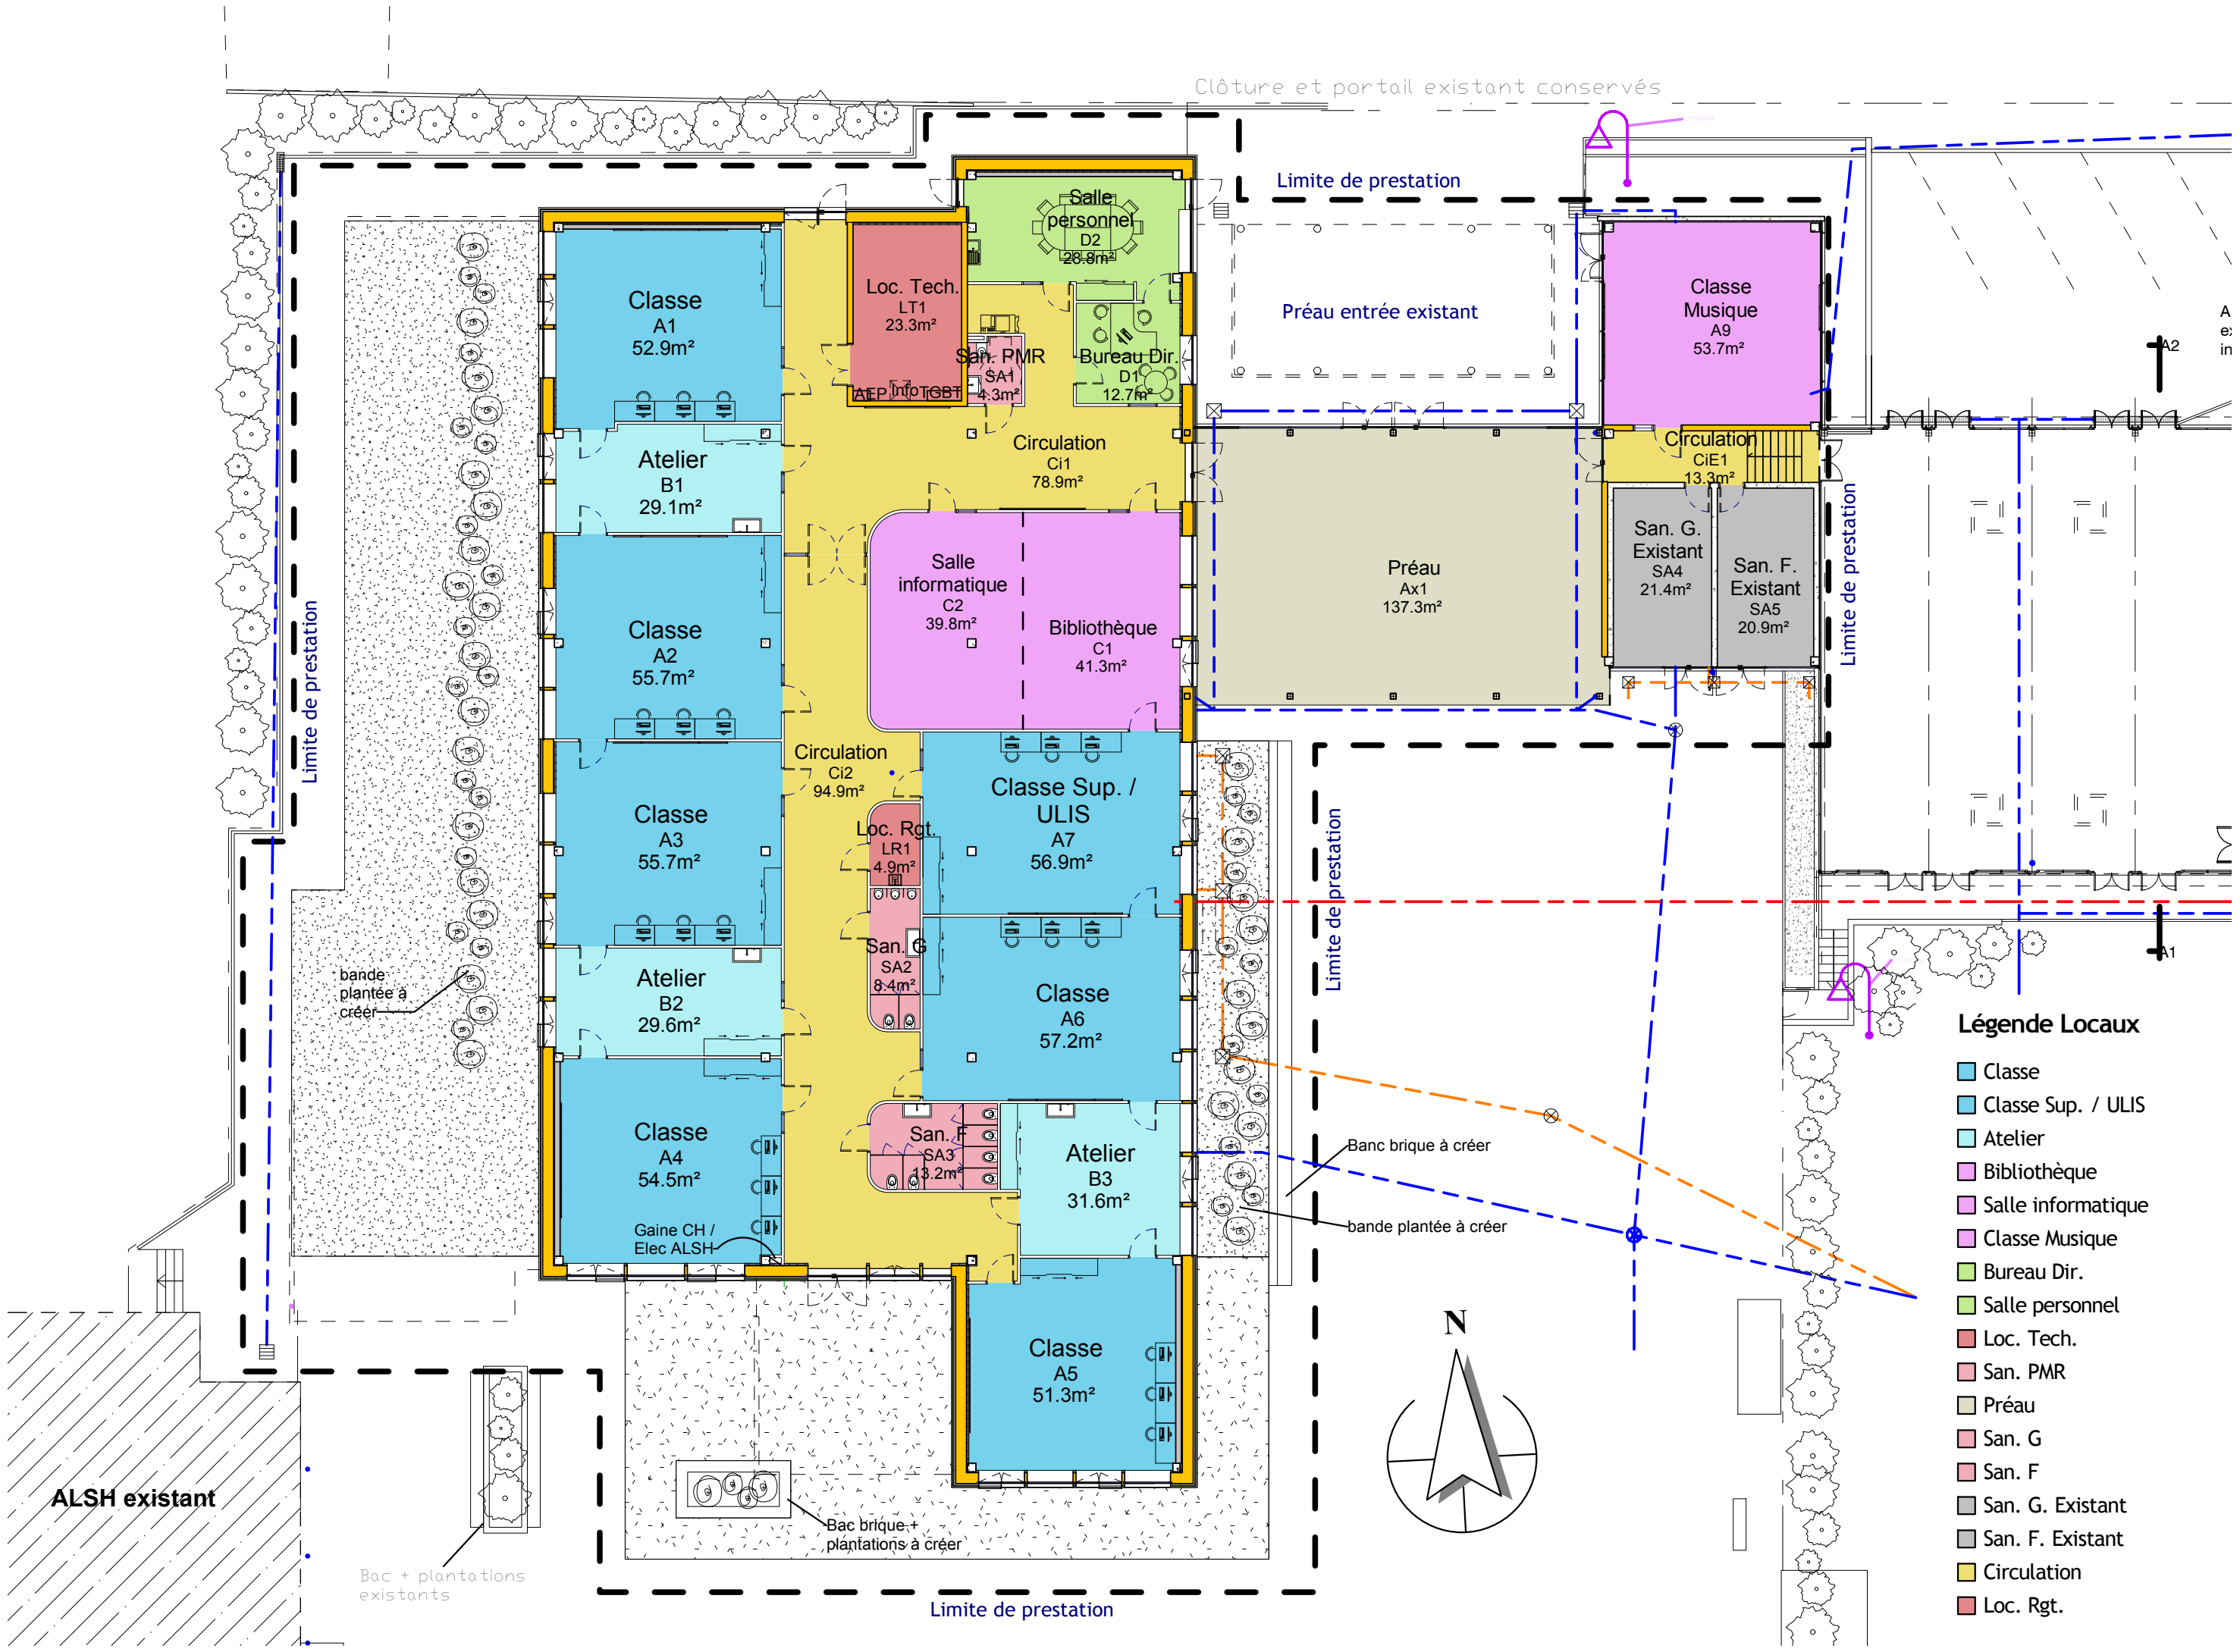 Clôture et portail existant conservés
Limite de prestation
Salle
personnel
D2
28.8m²
Classe
A1
52.9m²
Loc. Tech.
LT1
23.3m²
AEP
Info
TGBT
San. PMR
SA1
4.3m²
Bureau Dir.
D1
12.7m²
Préau entrée existant
Classe
Musique
A9
53.7m²
A2
Circulation
Ci1
78.9m²
Circulation
CiE1
13.3m²
Atelier
B1
29.1m²
Salle
informatique
C2
39.8m²
Bibliothèque
C1
41.3m²
Préau
Ax1
137.3m²
San. G.
Existant
SA4
21.4m²
San. F.
Existant
SA5
20.9m²
Limite de prestation
Limite de prestation
Classe
A2
55.7m²
Circulation
Ci2
94.9m²
Classe Sup. /
ULIS
A7
56.9m²
Classe
A3
55.7m²
Loc. Rgt.
LR1
4.9m²
Limite de prestation
San. G
SA2
8.4m²
A1
bande
plantée à
créer
Atelier
B2
29.6m²
Classe
A6
57.2m²
Classe
A4
54.5m²
San. F
SA3
13.2m²
Atelier
B3
31.6m²
Banc brique à créer
bande plantée à créer
Gaine CH /
Elec ALSH
Classe
A5
51.3m²
N
ALSH existant
Bac brique +
plantations à créer
Bac + plantations
existants
Limite de prestation
Légende Locaux
Classe
Classe Sup. / ULIS
Atelier
Bibliothèque
Salle informatique
Classe Musique
Bureau Dir.
Salle personnel
Loc. Tech.
San. PMR
Préau
San. G
San. F
San. G. Existant
San. F. Existant
Circulation
Loc. Rgt.